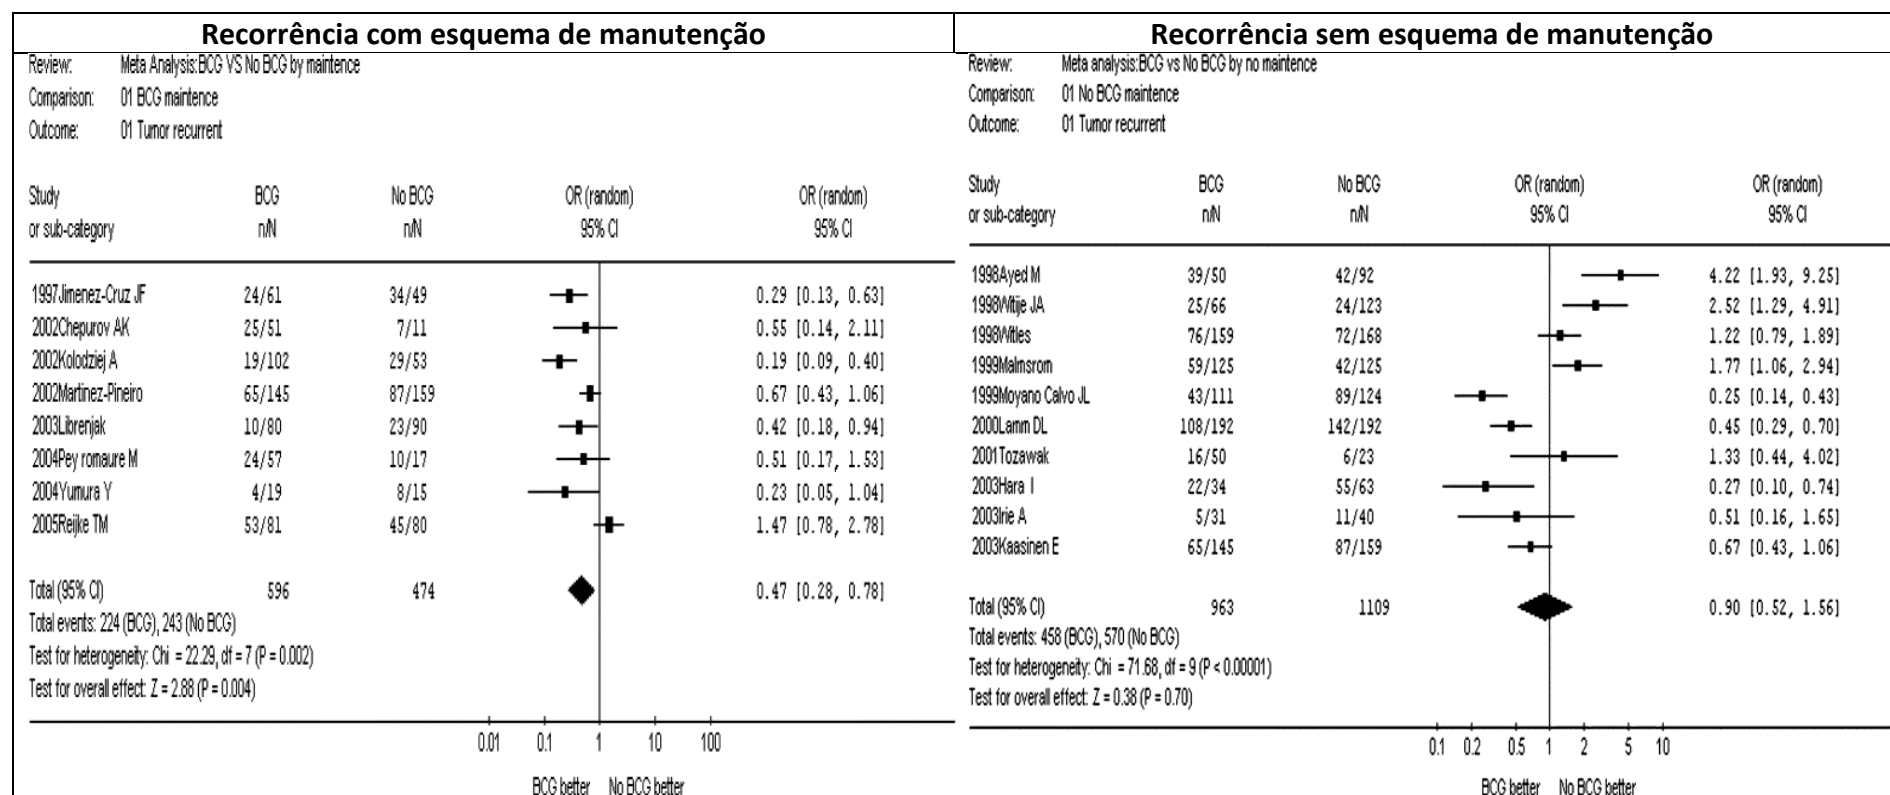 Recorrência com esquema de manutenção
Review: Meta Analysis:BCG VS No BCG by maintence
Comparison: 01 BCG maintence
Outcome: 01 Tumor recurrent
Study BCG No BCG OR (random) OR (random)
or sub-category n/N n/N 95% CI 95% CI
1997Jimenez-Cruz JF 24/61 34/49 0.29 [0.13, 0.63]
2002Chepurov AK 25/51 7/11 0.55 [0.14, 2.11]
2002Kolodziej A 19/102 29/53 0.19 [0.09, 0.40]
2002Martinez-Pineiro 65/145 87/159 0.67 [0.43, 1.06]
2003Librenjak 10/80 23/90 0.42 [0.18, 0.94]
2004Pey romaure M 24/57 10/17 0.51 [0.17, 1.53]
2004Yumura Y 4/19 8/15 0.23 [0.05, 1.04]
2005Reijke TM 53/81 45/80 1.47 [0.78, 2.78]
Total (95% CI) 596 474 0.47 [0.28, 0.78]
Total events: 224 (BCG), 243 (No BCG)
Test for heterogeneity: Chi = 22.29, df = 7 (P = 0.002)
Test for overall effect: Z = 2.88 (P = 0.004)
0.01 0.1 1 10 100
BCG better No BCG better
Recorrência sem esquema de manutenção
Review: Meta analysis:BCG vs No BCG by no maintence
Comparison: 01 No BCG maintence
Outcome: 01 Tumor recurrent
Study BCG No BCG OR (random) OR (random)
or sub-category n/N n/N 95% CI 95% CI
1998Ayed M 39/50 42/92 4.22 [1.93, 9.25]
1998Witjie JA 25/66 24/123 2.52 [1.29, 4.91]
1998Witles 76/159 72/168 1.22 [0.79, 1.89]
1999Malmsrom 59/125 42/125 1.77 [1.06, 2.94]
1999Moyano Calvo JL 43/111 89/124 0.25 [0.14, 0.43]
2000Lamm DL 108/192 142/192 0.45 [0.29, 0.70]
2001Tozawak 16/50 6/23 1.33 [0.44, 4.02]
2003Hara I 22/34 55/63 0.27 [0.10, 0.74]
2003Irie A 5/31 11/40 0.51 [0.16, 1.65]
2003Kaasinen E 65/145 87/159 0.67 [0.43, 1.06]
Total (95% CI) 963 1109 0.90 [0.52, 1.56]
Total events: 458 (BCG), 570 (No BCG)
Test for heterogeneity: Chi = 71.68, df = 9 (P < 0.00001)
Test for overall effect: Z = 0.38 (P = 0.70)
0.1 0.2 0.5 1 2 5 10
BCG better No BCG better